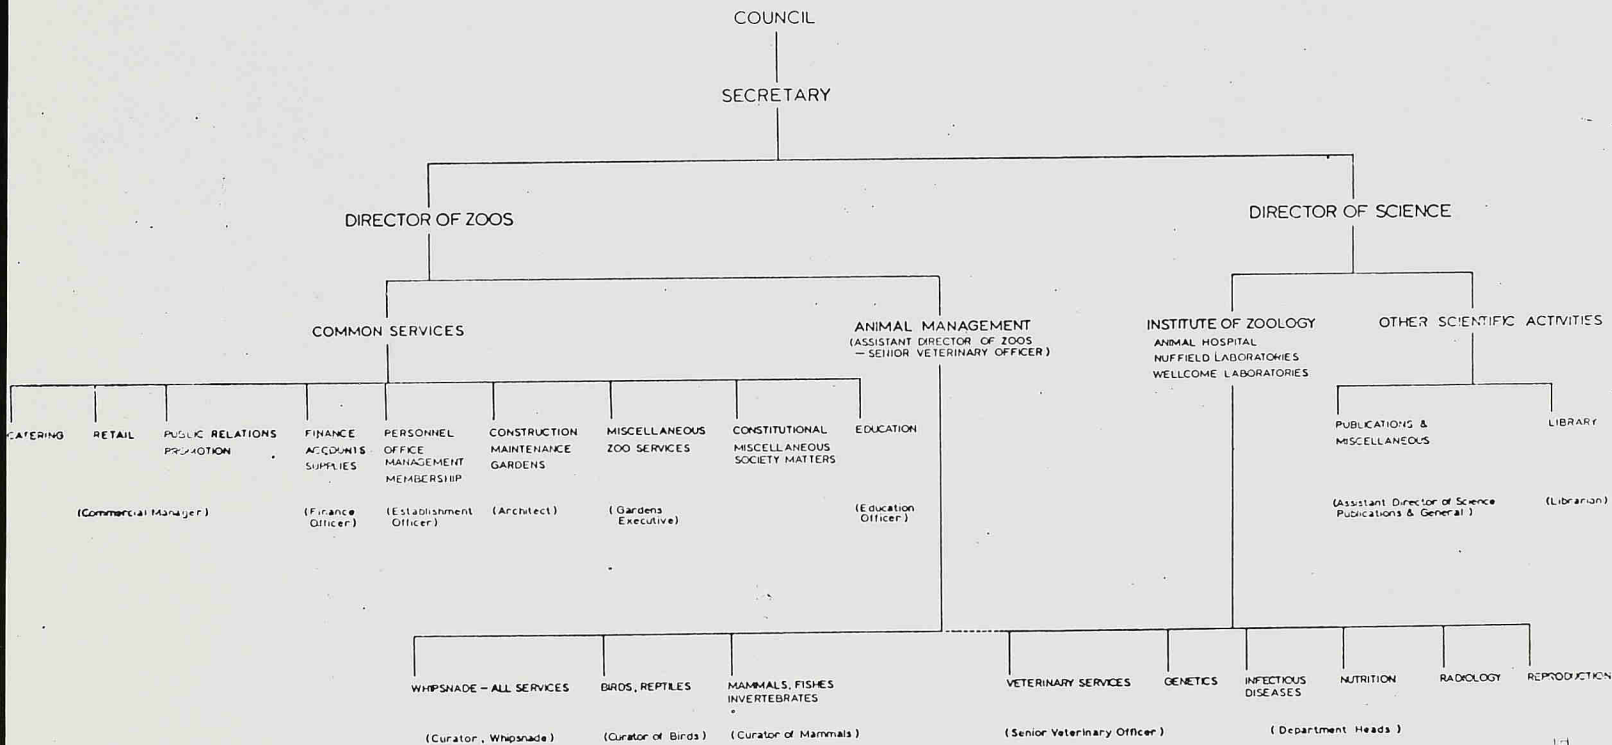 COUNCIL
SECRETARY
DIRECTOR OF ZOOS
DIRECTOR OF SCIENCE
COMMON SERVICES
ANIMAL MANAGEMENT
(ASSISTANT DIRECTOR OF ZOOS
— SENIOR VETERINARY OFFICER)
INSTITUTE OF ZOOLOGY
ANIMAL HOSPITAL
NUFFIELD LABORATORIES
WELLCOME LABORATORIES
OTHER SCIENTIFIC ACTIVITIES
CATERING
RETAIL
PUBLIC RELATIONS
PROMOTION
(Commercial Manager)
FINANCE
ACCOUNTS
SUPPLIES
(Finance
Officer)
PERSONNEL
OFFICE
MANAGEMENT
MEMBERSHIP
(Establishment
Officer)
CONSTRUCTION
MAINTENANCE
GARDENS
(Architect)
MISCELLANEOUS
ZOO SERVICES
(Gardens
Executive)
CONSTITUTIONAL
MISCELLANEOUS
SOCIETY MATTERS
EDUCATION
(Education
Officer)
PUBLICATIONS &
MISCELLANEOUS
(Assistant Director of Science
Publications & General)
LIBRARY
(Librarian)
WHIPSNADE – ALL SERVICES
(Curator, Whipsnade)
BIRDS, REPTILES
(Curator of Birds)
MAMMALS, FISHES
INVERTEBRATES
(Curator of Mammals)
VETERINARY SERVICES
(Senior Veterinary Officer)
GENETICS
INFECTIOUS
DISEASES
NUTRITION
RADIOLOGY
REPRODUCTION
(Department Heads)